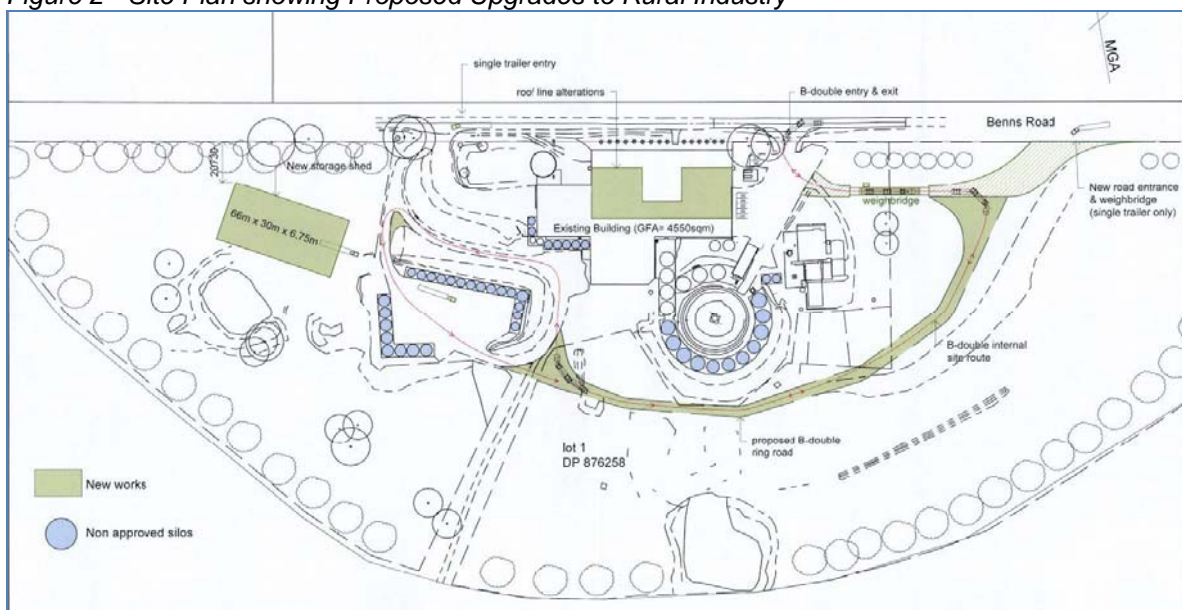 Figure 2 - Site Plan showing Proposed Upgrades to Rural Industry
MGA
single trailer entry
roof line alterations
B-double entry & exit
Benns Road
New storage shed
20730
New road entrance
& weighbridge
(single trailer only)
weighbridge
66m x 30m x 6.75m
Existing Building (GFA= 4550sqm)
B-double internal
site route
proposed B-double
ring road
lot 1
DP 876258
New works
Non approved silos